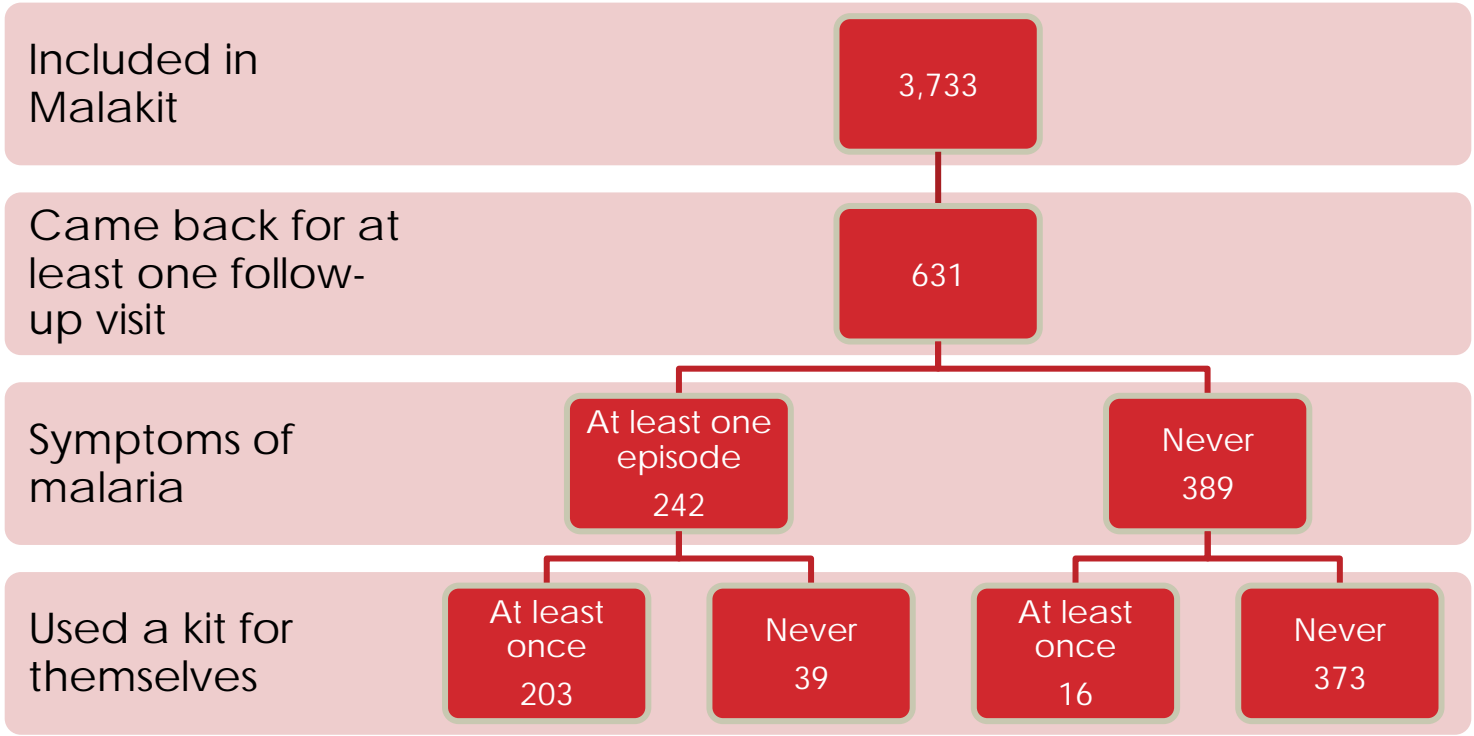 Included in
Malakit
3,733
Came back for at
least one follow-
up visit
631
Symptoms of
malaria
At least one
episode
242
Never
389
Used a kit for
themselves
At least
once
203
Never
39
At least
once
16
Never
373